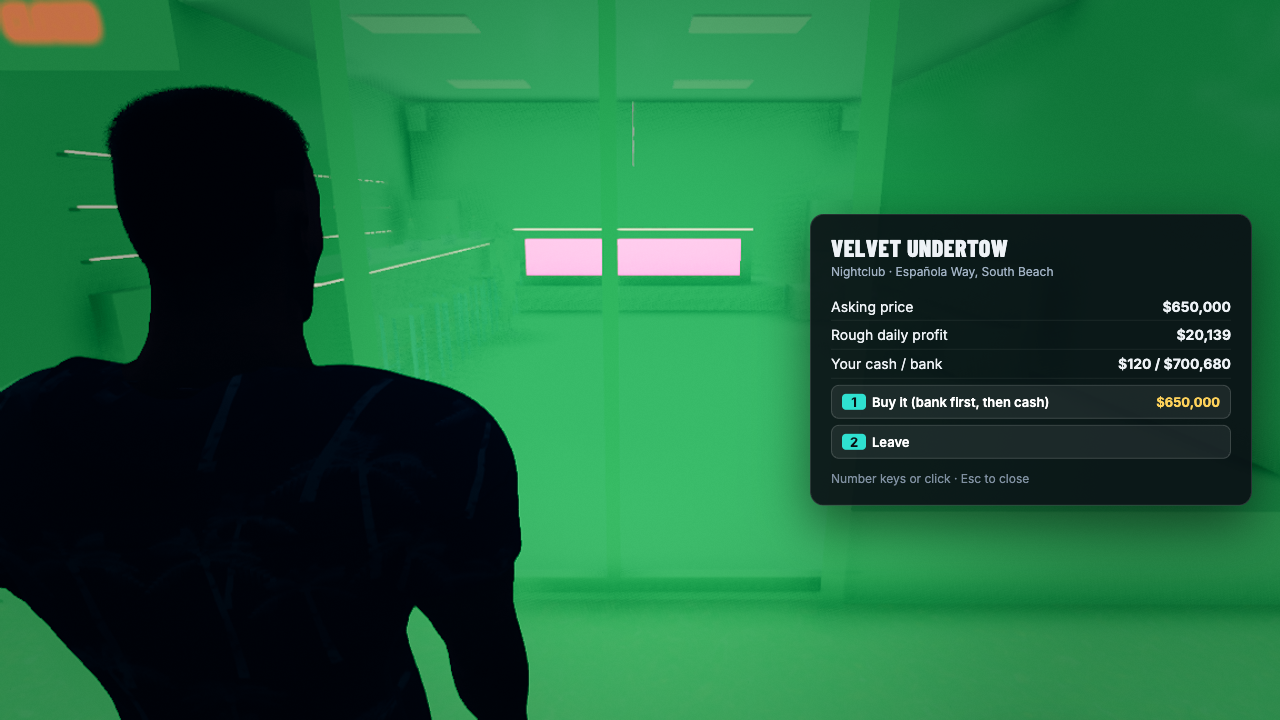 VELVET UNDERTOW
Nightclub · Española Way, South Beach
Asking price $650,000
Rough daily profit $20,139
Your cash / bank $120 / $700,680
1 Buy it (bank first, then cash) $650,000
2 Leave
Number keys or click · Esc to close